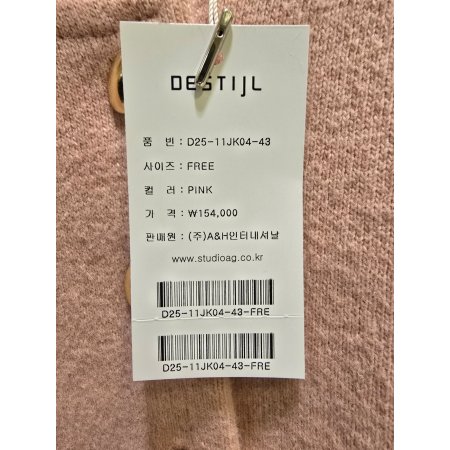 DESTIJL
품 번 : D25-11JK04-43
사이즈 : FREE
컬 러 : PINK
가 격 : ₩154,000
판매원 : (주)A&H인터내셔날
www.studioag.co.kr
D25-11JK04-43-FRE
D25-11JK04-43-FRE